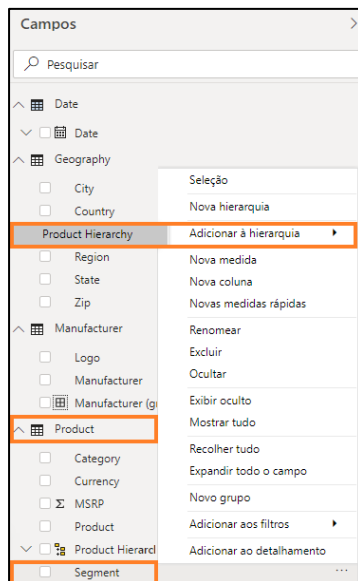 Campos
Pesquisar
Date
Date
Geography
City
Country
Product Hierarchy
Region
State
Zip
Manufacturer
Logo
Manufacturer
Manufacturer (g
Product
Category
Currency
Σ MSRP
Product
Product Hierarcl
Segment
Seleção
Nova hierarquia
Adicionar à hierarquia
Nova medida
Nova coluna
Novas medidas rápidas
Renomear
Excluir
Ocultar
Exibir oculto
Mostrar tudo
Recolher tudo
Expandir todo o campo
Novo grupo
Adicionar aos filtros
Adicionar ao detalhamento
...